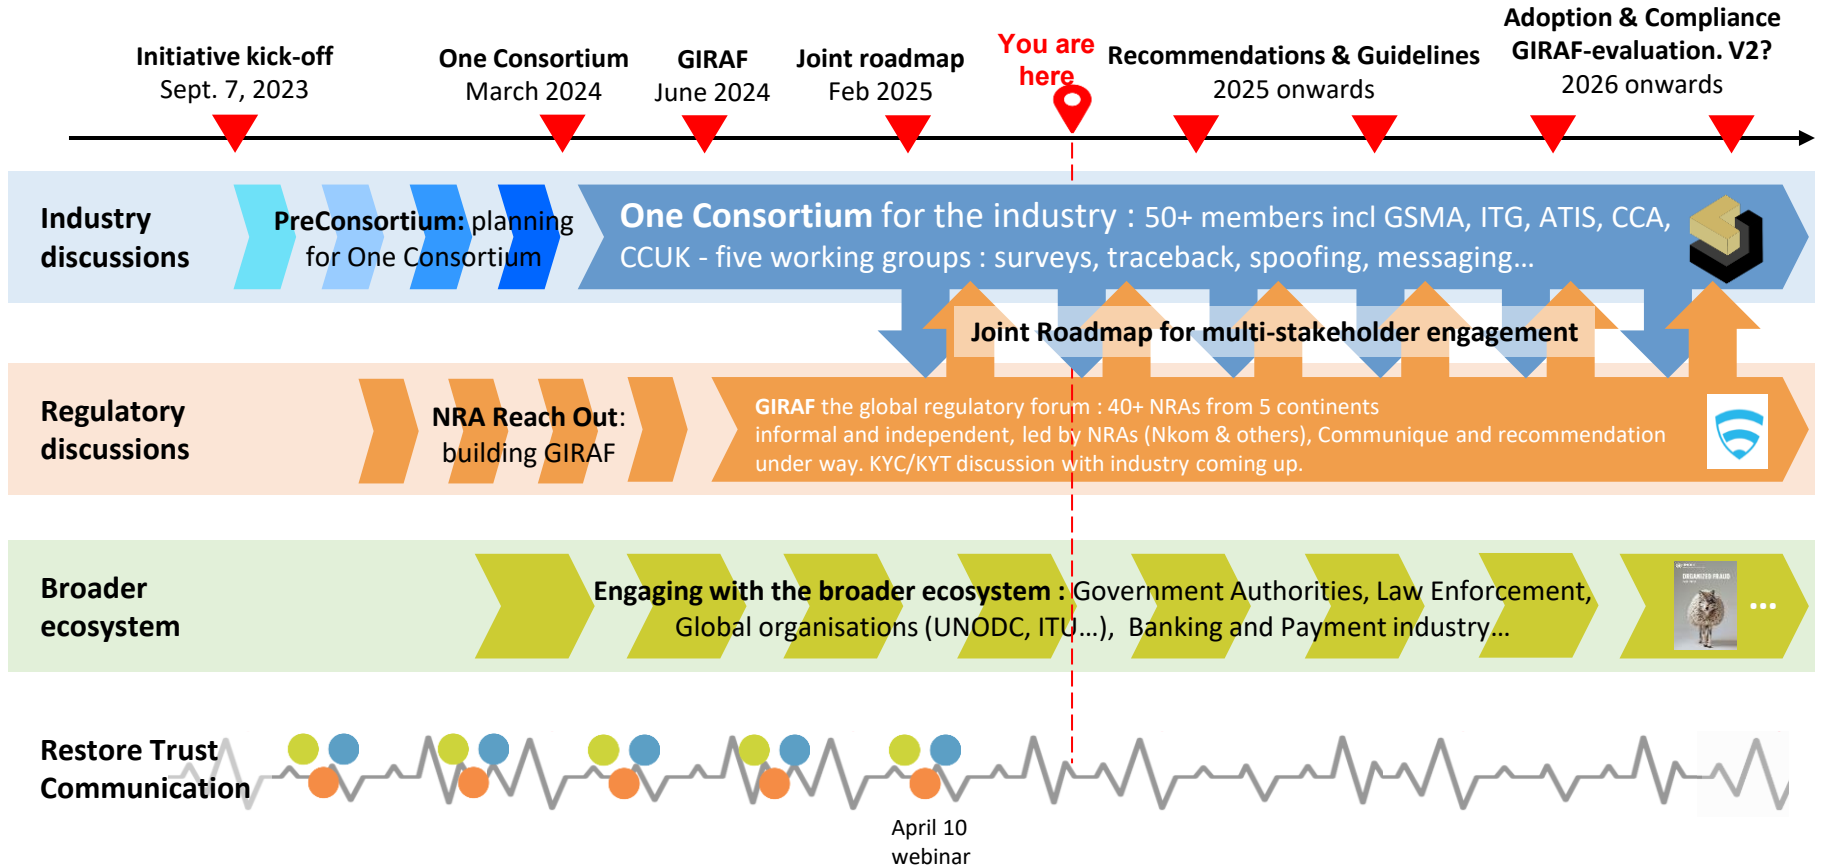 Initiative kick-off
Sept. 7, 2023
One Consortium
March 2024
GIRAF
June 2024
Joint roadmap
Feb 2025
You are
here
Recommendations & Guidelines
2025 onwards
Adoption & Compliance
GIRAF-evaluation. V2?
2026 onwards
Industry
discussions
PreConsortium: planning
for One Consortium
One Consortium for the industry : 50+ members incl GSMA, ITG, ATIS, CCA,
CCUK - five working groups : surveys, traceback, spoofing, messaging...
Joint Roadmap for multi-stakeholder engagement
Regulatory
discussions
NRA Reach Out:
building GIRAF
GIRAF the global regulatory forum : 40+ NRAs from 5 continents
informal and independent, led by NRAs (Nkom & others), Communique and recommendation
under way. KYC/KYT discussion with industry coming up.
Broader
ecosystem
Engaging with the broader ecosystem : Government Authorities, Law Enforcement,
Global organisations (UNODC, ITU...), Banking and Payment industry...
ORGANIZED FRAUD
...
Restore Trust
Communication
April 10
webinar